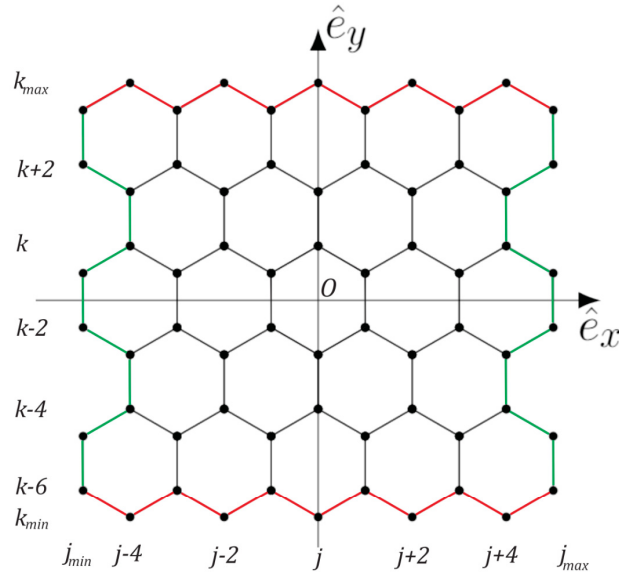 ê_y
k_max
k+2
k
O
k-2
ê_x
k-4
k-6
k_min
j_min j-4 j-2 j j+2 j+4 j_max